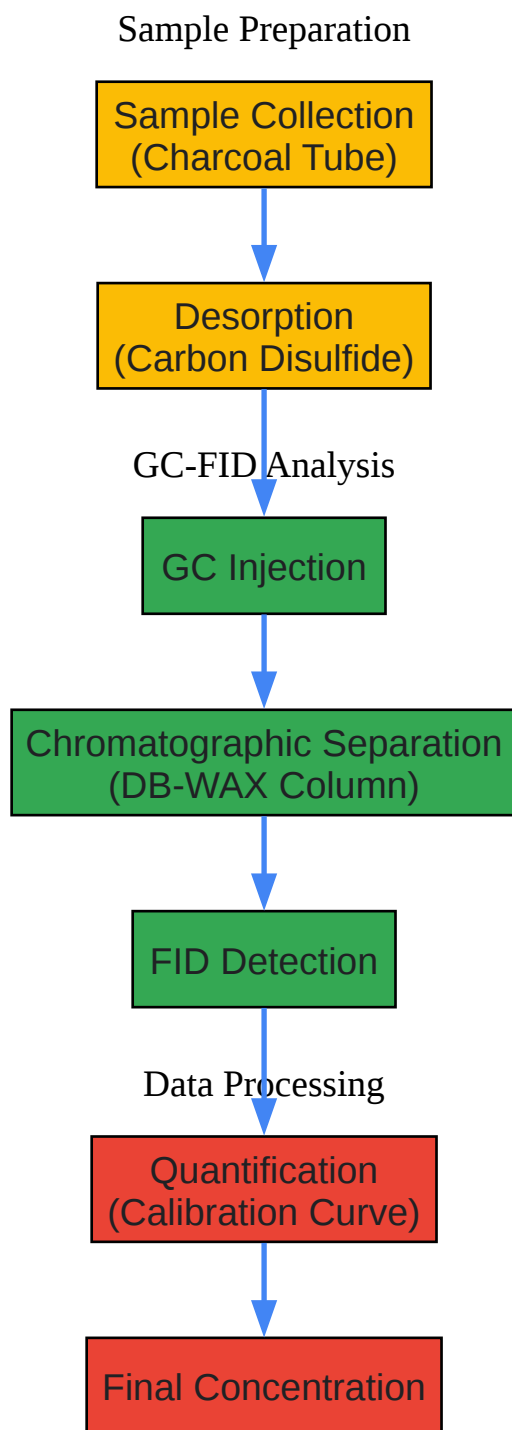 Sample Preparation
Sample Collection
(Charcoal Tube)
Desorption
(Carbon Disulfide)
GC-FID Analysis
GC Injection
Chromatographic Separation
(DB-WAX Column)
FID Detection
Data Processing
Quantification
(Calibration Curve)
Final Concentration